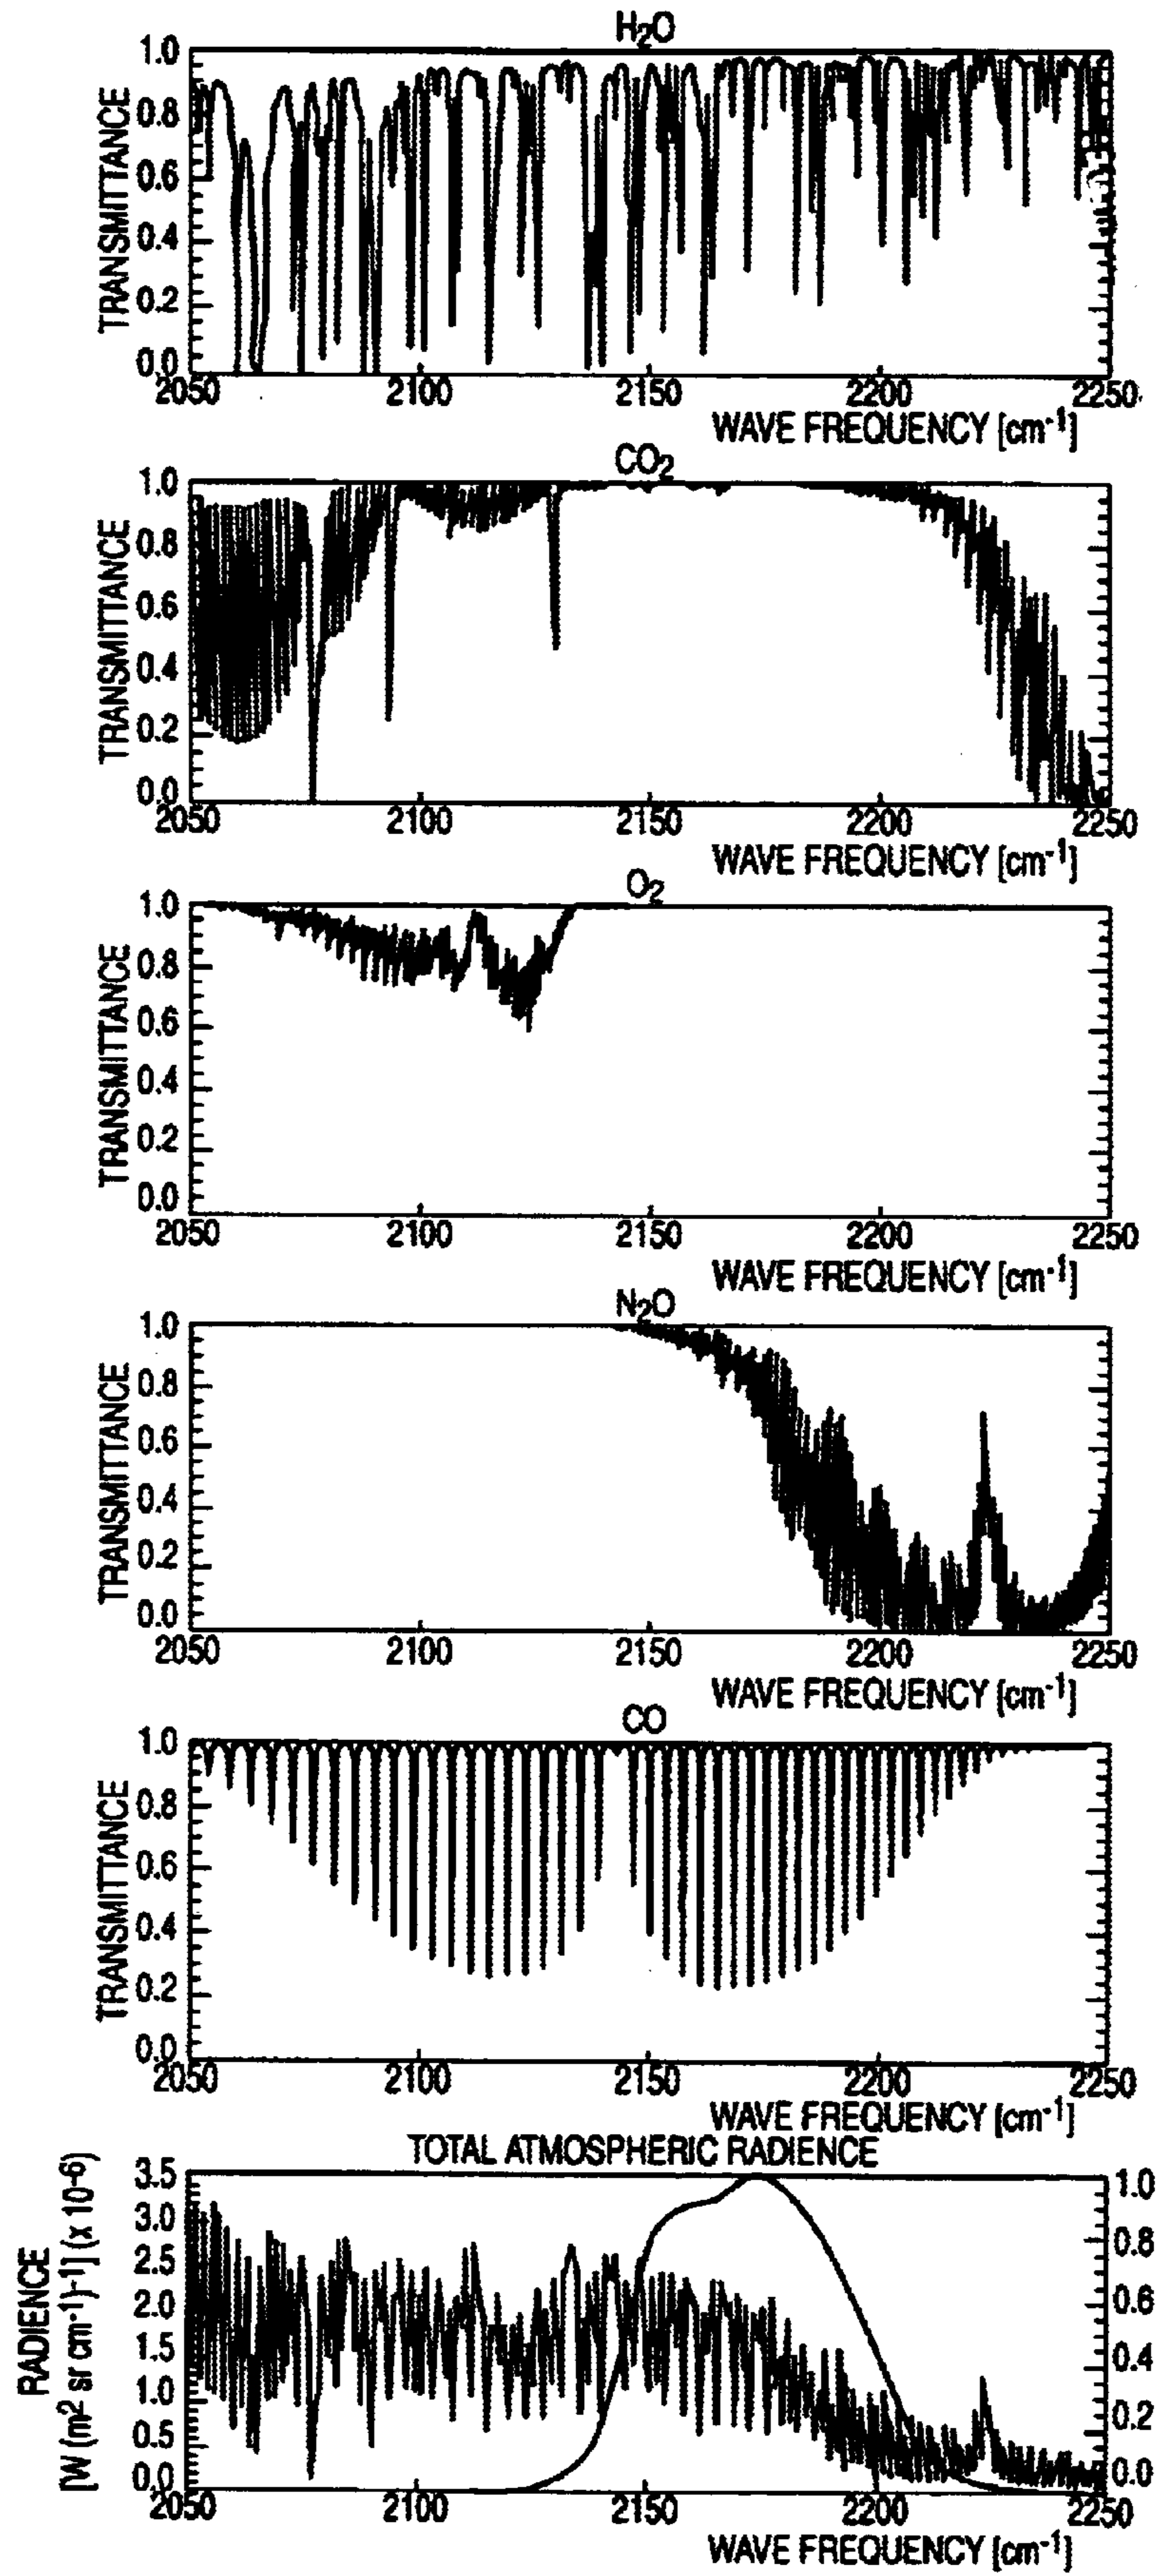 H2O
1.0
0.8
0.6
0.4
0.2
0.0
TRANSMITTANCE
2050 2100 2150 2200 2250
WAVE FREQUENCY [cm-1]
CO2
1.0
0.8
0.6
0.4
0.2
0.0
TRANSMITTANCE
2050 2100 2150 2200 2250
WAVE FREQUENCY [cm-1]
O2
1.0
0.8
0.6
0.4
0.2
0.0
TRANSMITTANCE
2050 2100 2150 2200 2250
WAVE FREQUENCY [cm-1]
N2O
1.0
0.8
0.6
0.4
0.2
0.0
TRANSMITTANCE
2050 2100 2150 2200 2250
WAVE FREQUENCY [cm-1]
CO
1.0
0.8
0.6
0.4
0.2
0.0
TRANSMITTANCE
2050 2100 2150 2200 2250
WAVE FREQUENCY [cm-1]
TOTAL ATMOSPHERIC RADIENCE
3.5 1.0
3.0 0.8
2.5
2.0 0.6
1.5 0.4
1.0 0.2
0.5
0.0 0.0
RADIENCE
[W (m2 sr cm-1)-1] (x 10-6)
2050 2100 2150 2200 2250
WAVE FREQUENCY [cm-1]